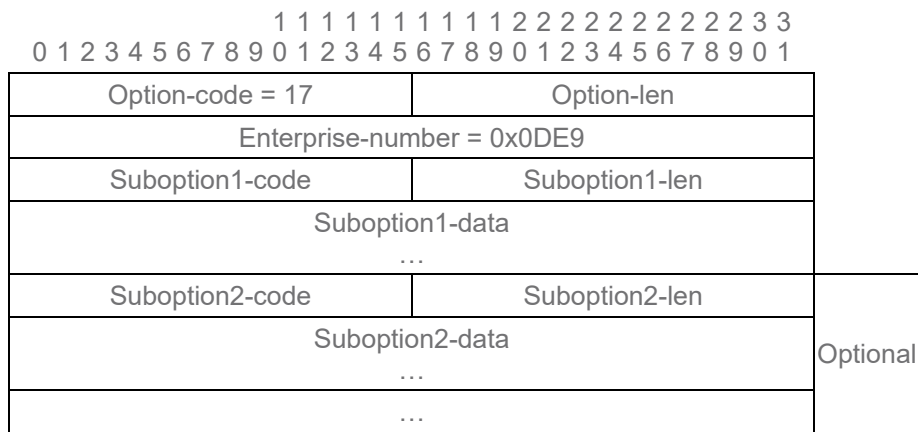 1 1 1 1 1 1 1 1 1 1 2 2 2 2 2 2 2 2 2 2 3 3
0 1 2 3 4 5 6 7 8 9 0 1 2 3 4 5 6 7 8 9 0 1 2 3 4 5 6 7 8 9 0 1
Option-code = 17 Option-len
Enterprise-number = 0x0DE9
Suboption1-code Suboption1-len
Suboption1-data
…
Suboption2-code Suboption2-len
Suboption2-data
…
Optional
…